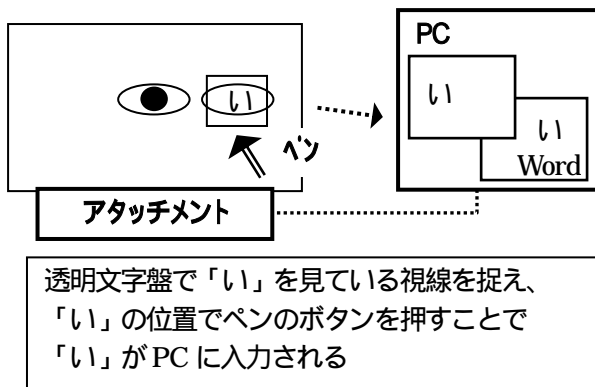 PC
い
い
い
Word
ペン
アタッチメント
透明文字盤で「い」を見ている視線を捉え、
「い」の位置でペンのボタンを押すことで
「い」が PC に入力される